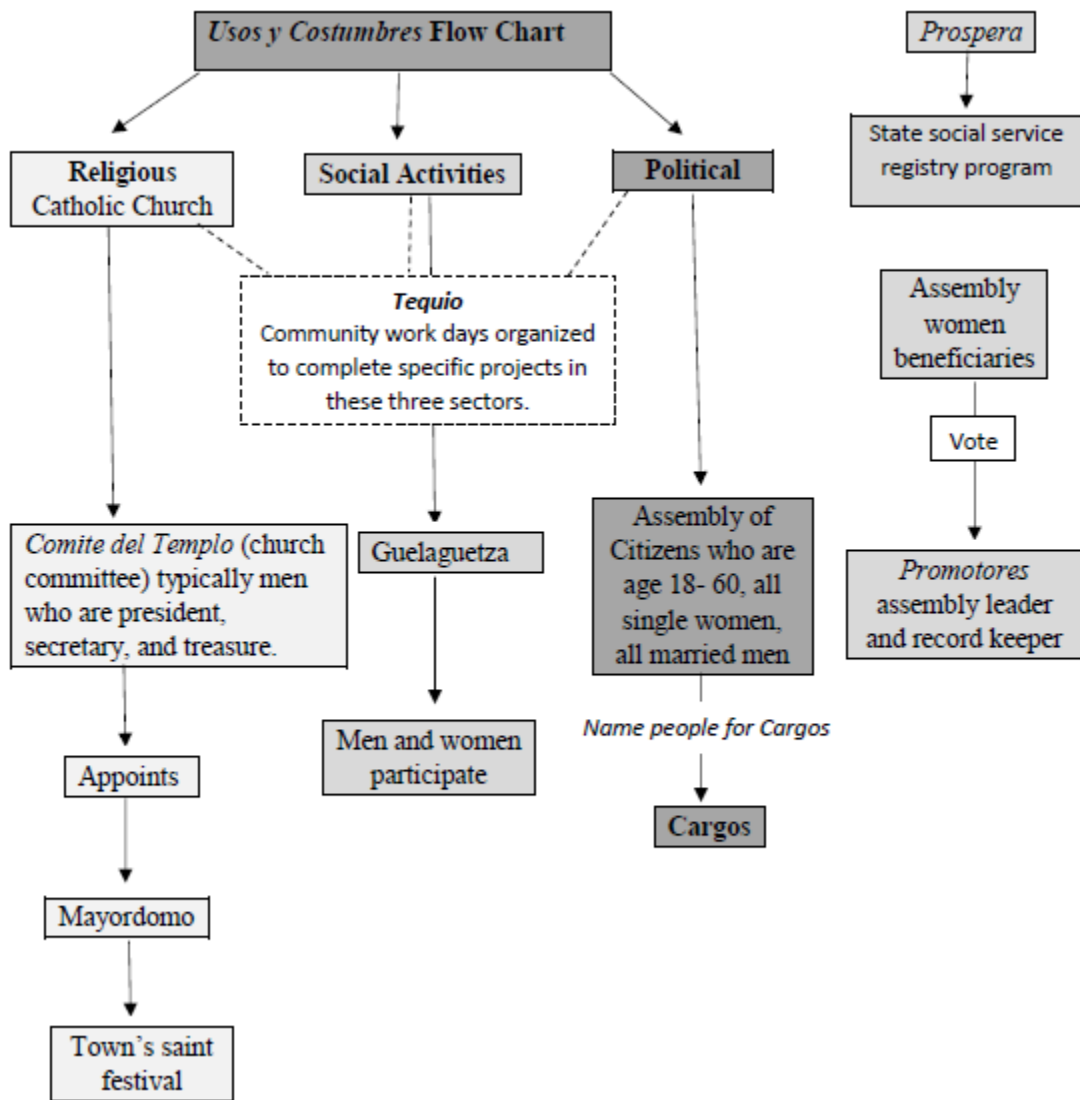 Usos y Costumbres Flow Chart
Prospera
State social service
registry program
Religious
Catholic Church
Social Activities
Political
Tequio
Community work days organized
to complete specific projects in
these three sectors.
Assembly
women
beneficiaries
Vote
Comite del Templo (church
committee) typically men
who are president,
secretary, and treasure.
Guelaguetza
Assembly of
Citizens who are
age 18- 60, all
single women,
all married men
Promotores
assembly leader
and record keeper
Appoints
Men and women
participate
Name people for Cargos
Cargos
Mayordomo
Town’s saint
festival